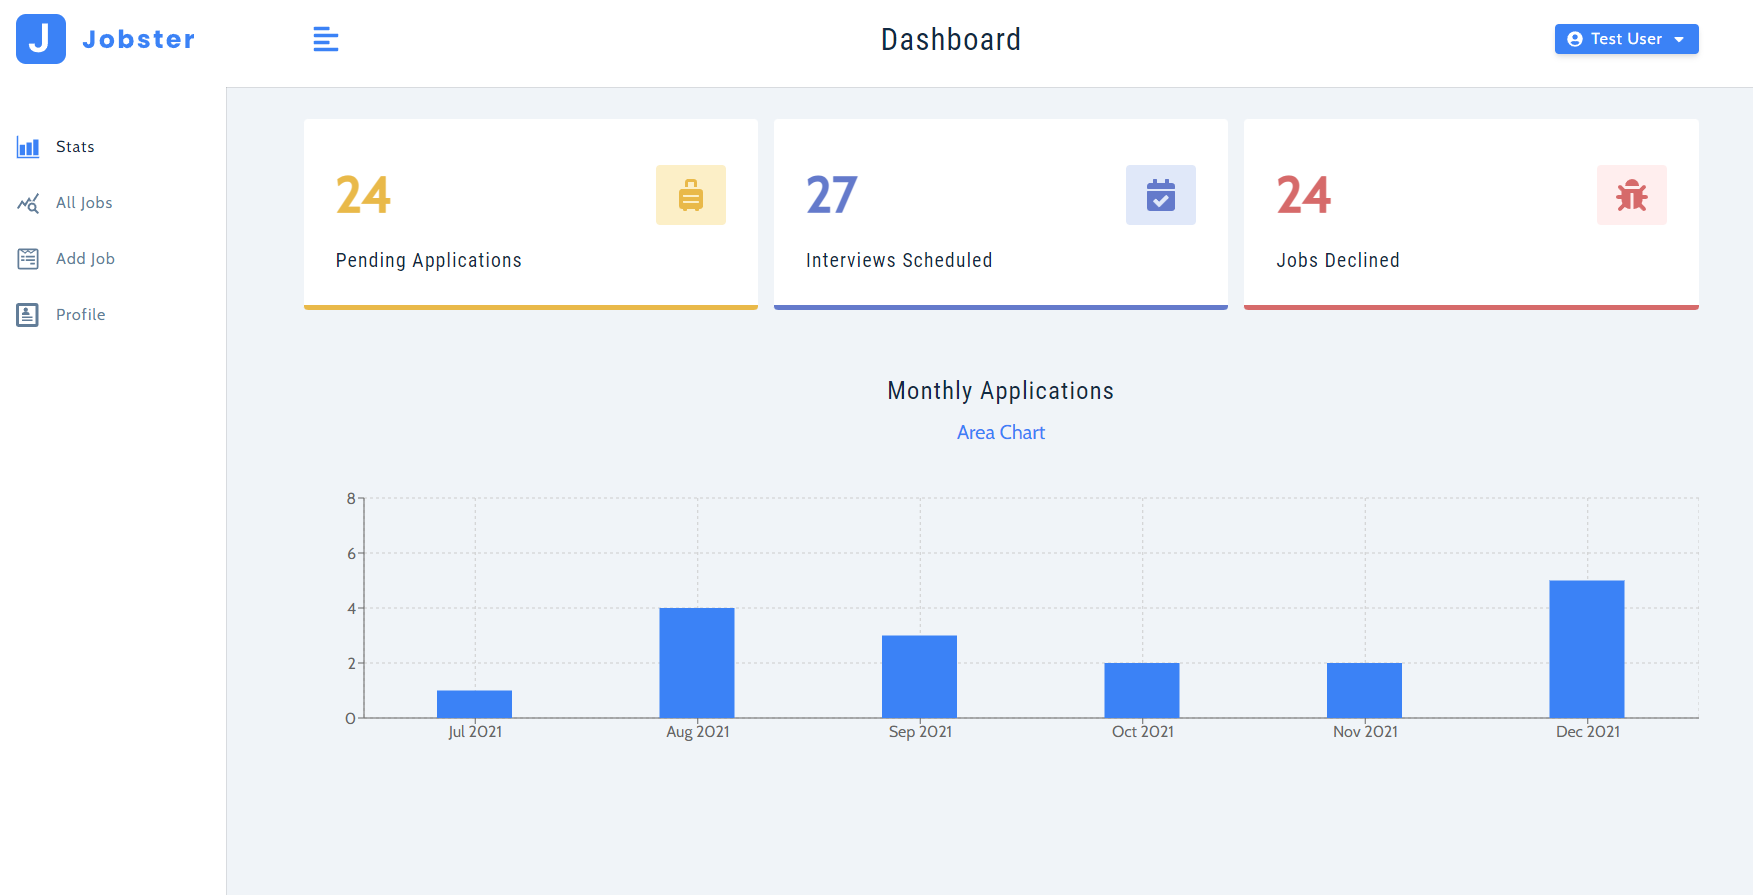 J Jobster
Dashboard
Test User
Stats
All Jobs
Add Job
Profile
24
Pending Applications
27
Interviews Scheduled
24
Jobs Declined
Monthly Applications
Area Chart
8
6
4
2
0
Jul 2021 Aug 2021 Sep 2021 Oct 2021 Nov 2021 Dec 2021